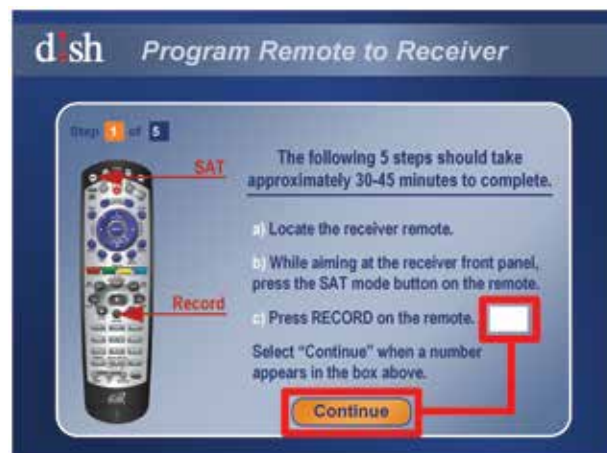 dish Program Remote to Receiver
Step 1 of 5
SAT
Record
The following 5 steps should take
approximately 30-45 minutes to complete.
a) Locate the receiver remote.
b) While aiming at the receiver front panel,
press the SAT mode button on the remote.
c) Press RECORD on the remote.
Select “Continue” when a number
appears in the box above.
Continue